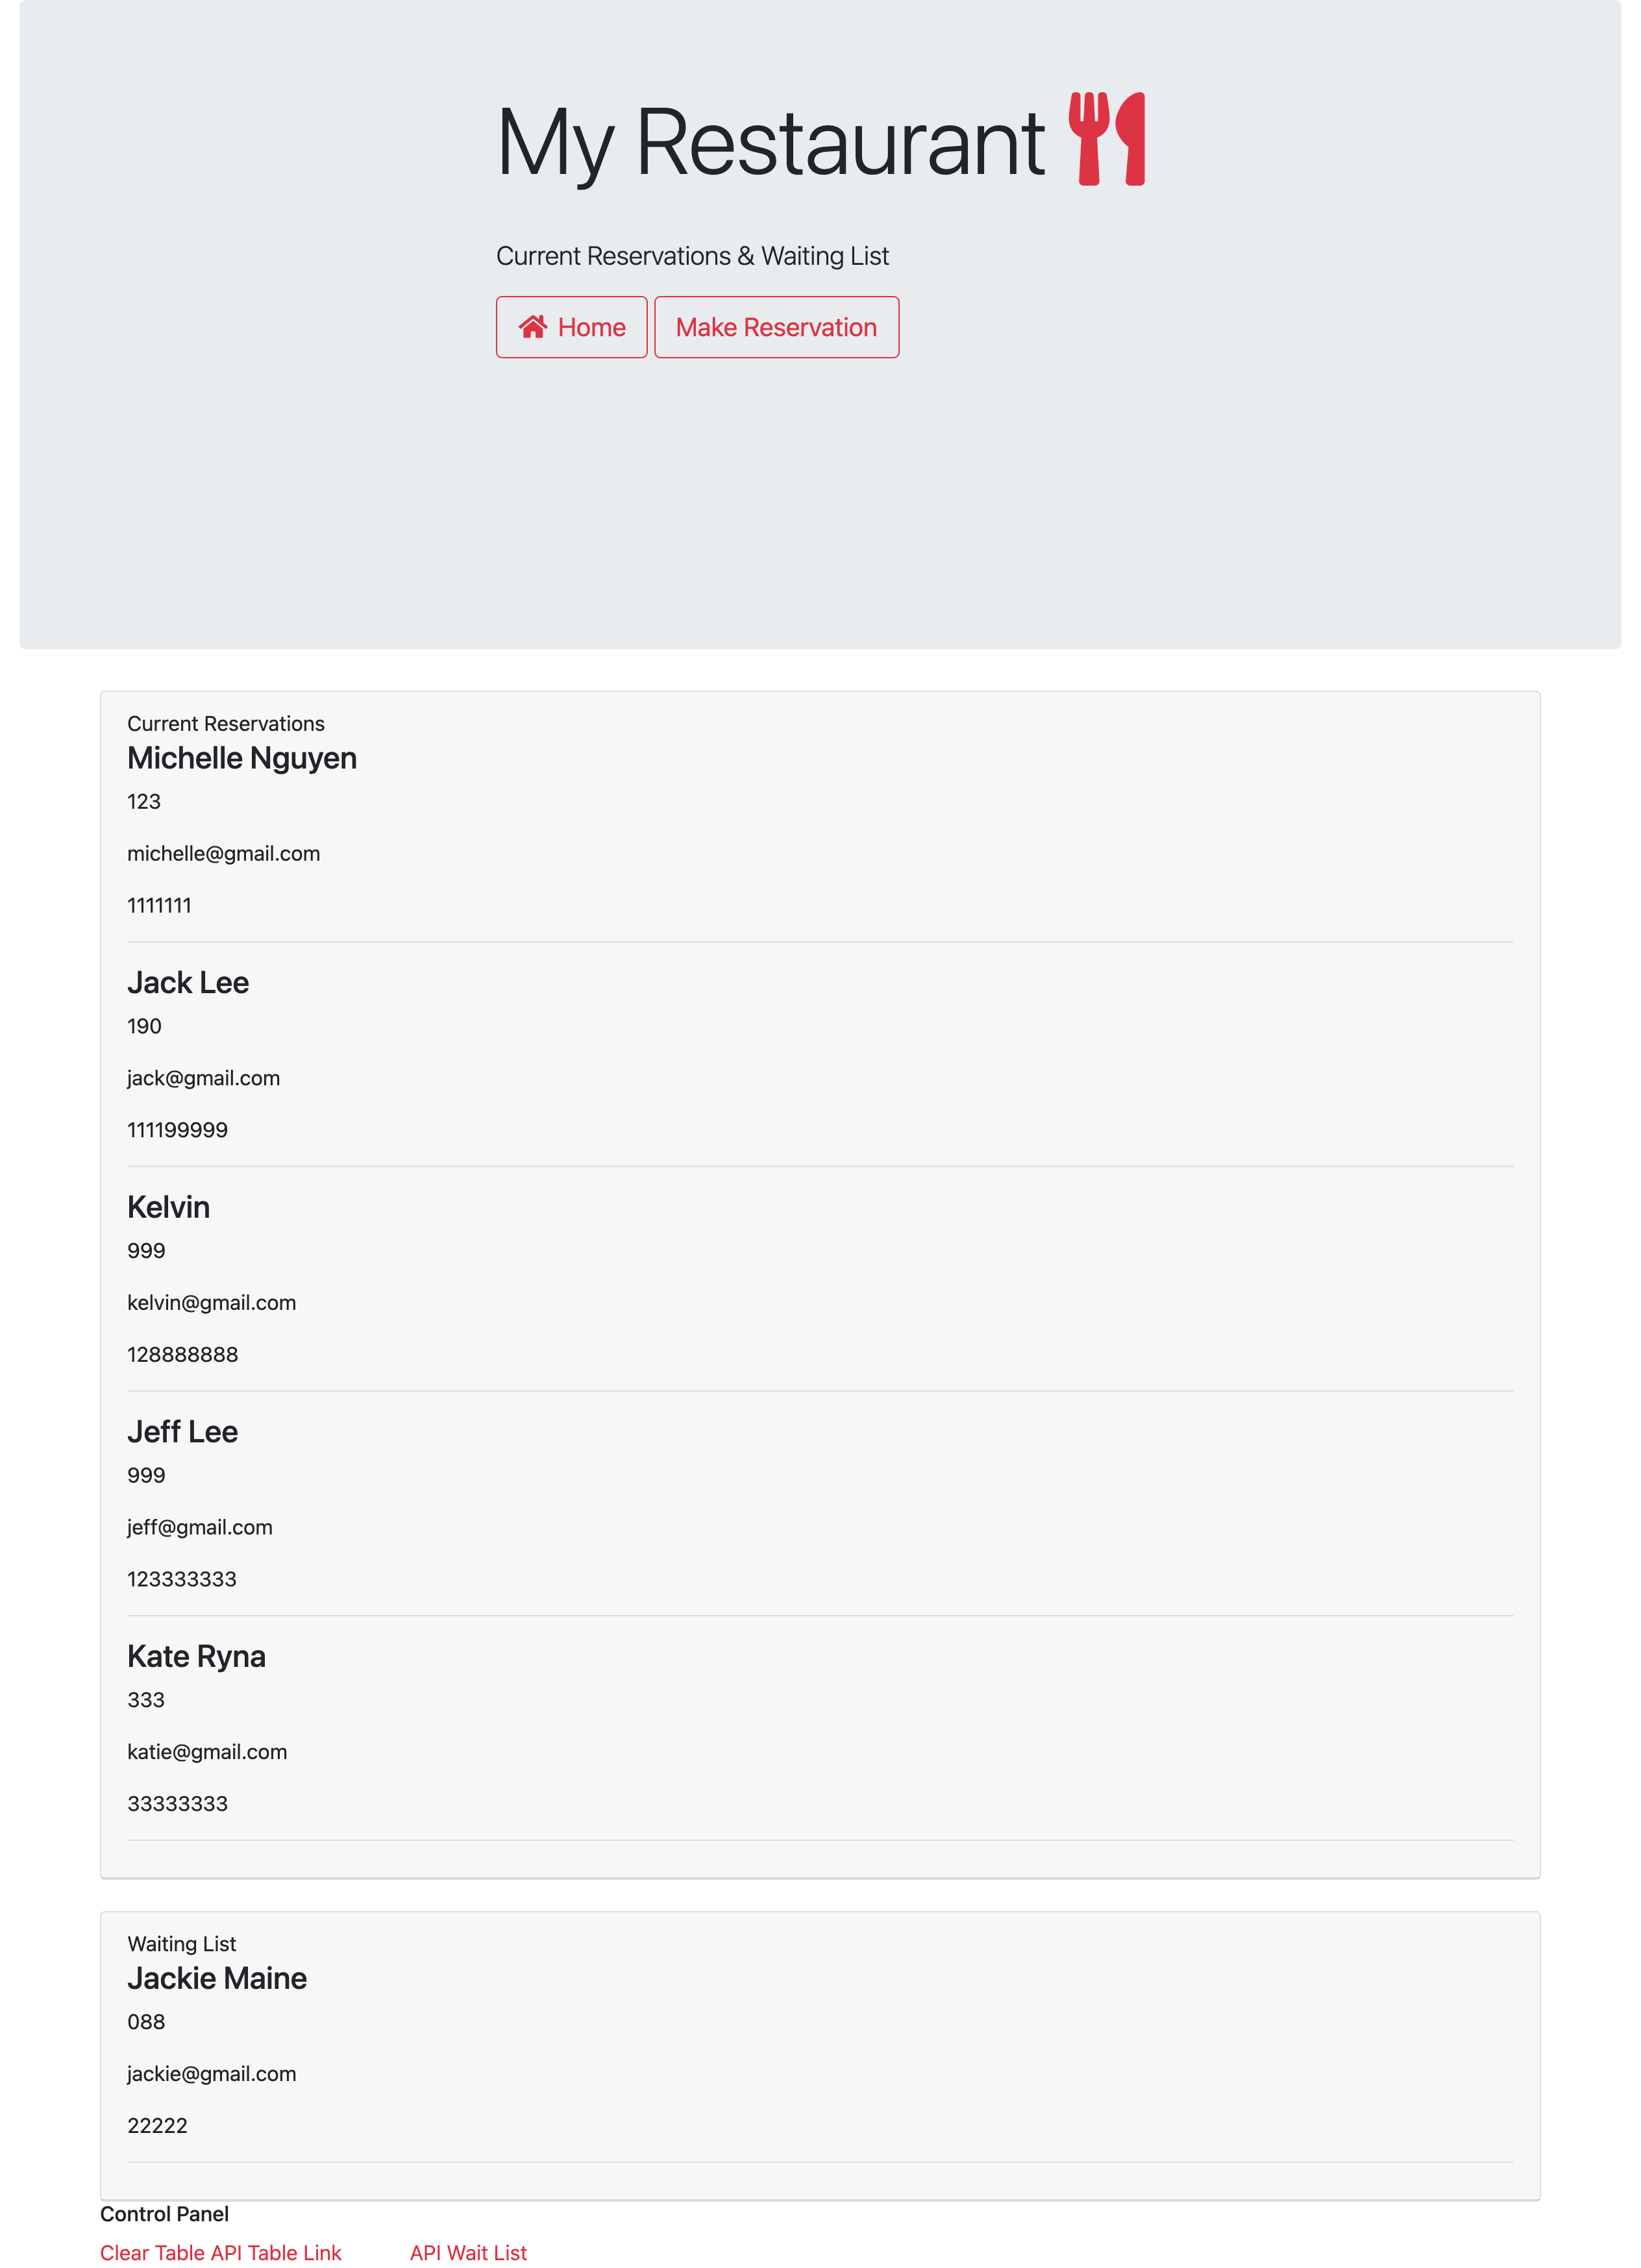 My Restaurant
Current Reservations & Waiting List
Home Make Reservation
Current Reservations
Michelle Nguyen
123
michelle@gmail.com
1111111
Jack Lee
190
jack@gmail.com
111199999
Kelvin
999
kelvin@gmail.com
128888888
Jeff Lee
999
jeff@gmail.com
123333333
Kate Ryna
333
katie@gmail.com
33333333
Waiting List
Jackie Maine
088
jackie@gmail.com
22222
Control Panel
Clear Table API Table Link API Wait List